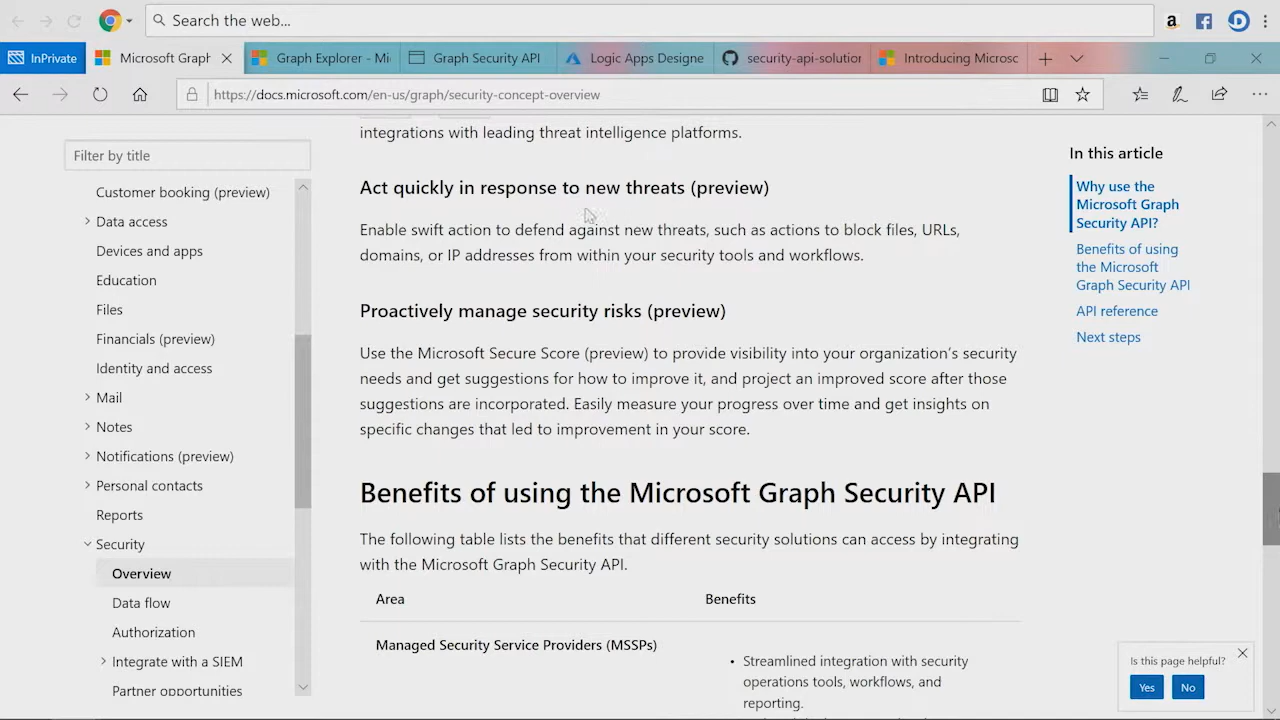 Search the web...
InPrivate
Microsoft Graph
Graph Explorer - Mi
Graph Security API
Logic Apps Designe
security-api-solution
Introducing Microsc
https://docs.microsoft.com/en-us/graph/security-concept-overview
Filter by title
Customer booking (preview)
Data access
Devices and apps
Education
Files
Financials (preview)
Identity and access
Mail
Notes
Notifications (preview)
Personal contacts
Reports
Security
Overview
Data flow
Authorization
Integrate with a SIEM
Partner opportunities
integrations with leading threat intelligence platforms.
Act quickly in response to new threats (preview)
Enable swift action to defend against new threats, such as actions to block files, URLs,
domains, or IP addresses from within your security tools and workflows.
Proactively manage security risks (preview)
Use the Microsoft Secure Score (preview) to provide visibility into your organization's security
needs and get suggestions for how to improve it, and project an improved score after those
suggestions are incorporated. Easily measure your progress over time and get insights on
specific changes that led to improvement in your score.
Benefits of using the Microsoft Graph Security API
The following table lists the benefits that different security solutions can access by integrating
with the Microsoft Graph Security API.
Area
Benefits
Managed Security Service Providers (MSSPs)
• Streamlined integration with security
operations tools, workflows, and
reporting.
In this article
Why use the
Microsoft Graph
Security API?
Benefits of using
the Microsoft
Graph Security API
API reference
Next steps
Is this page helpful?
Yes
No